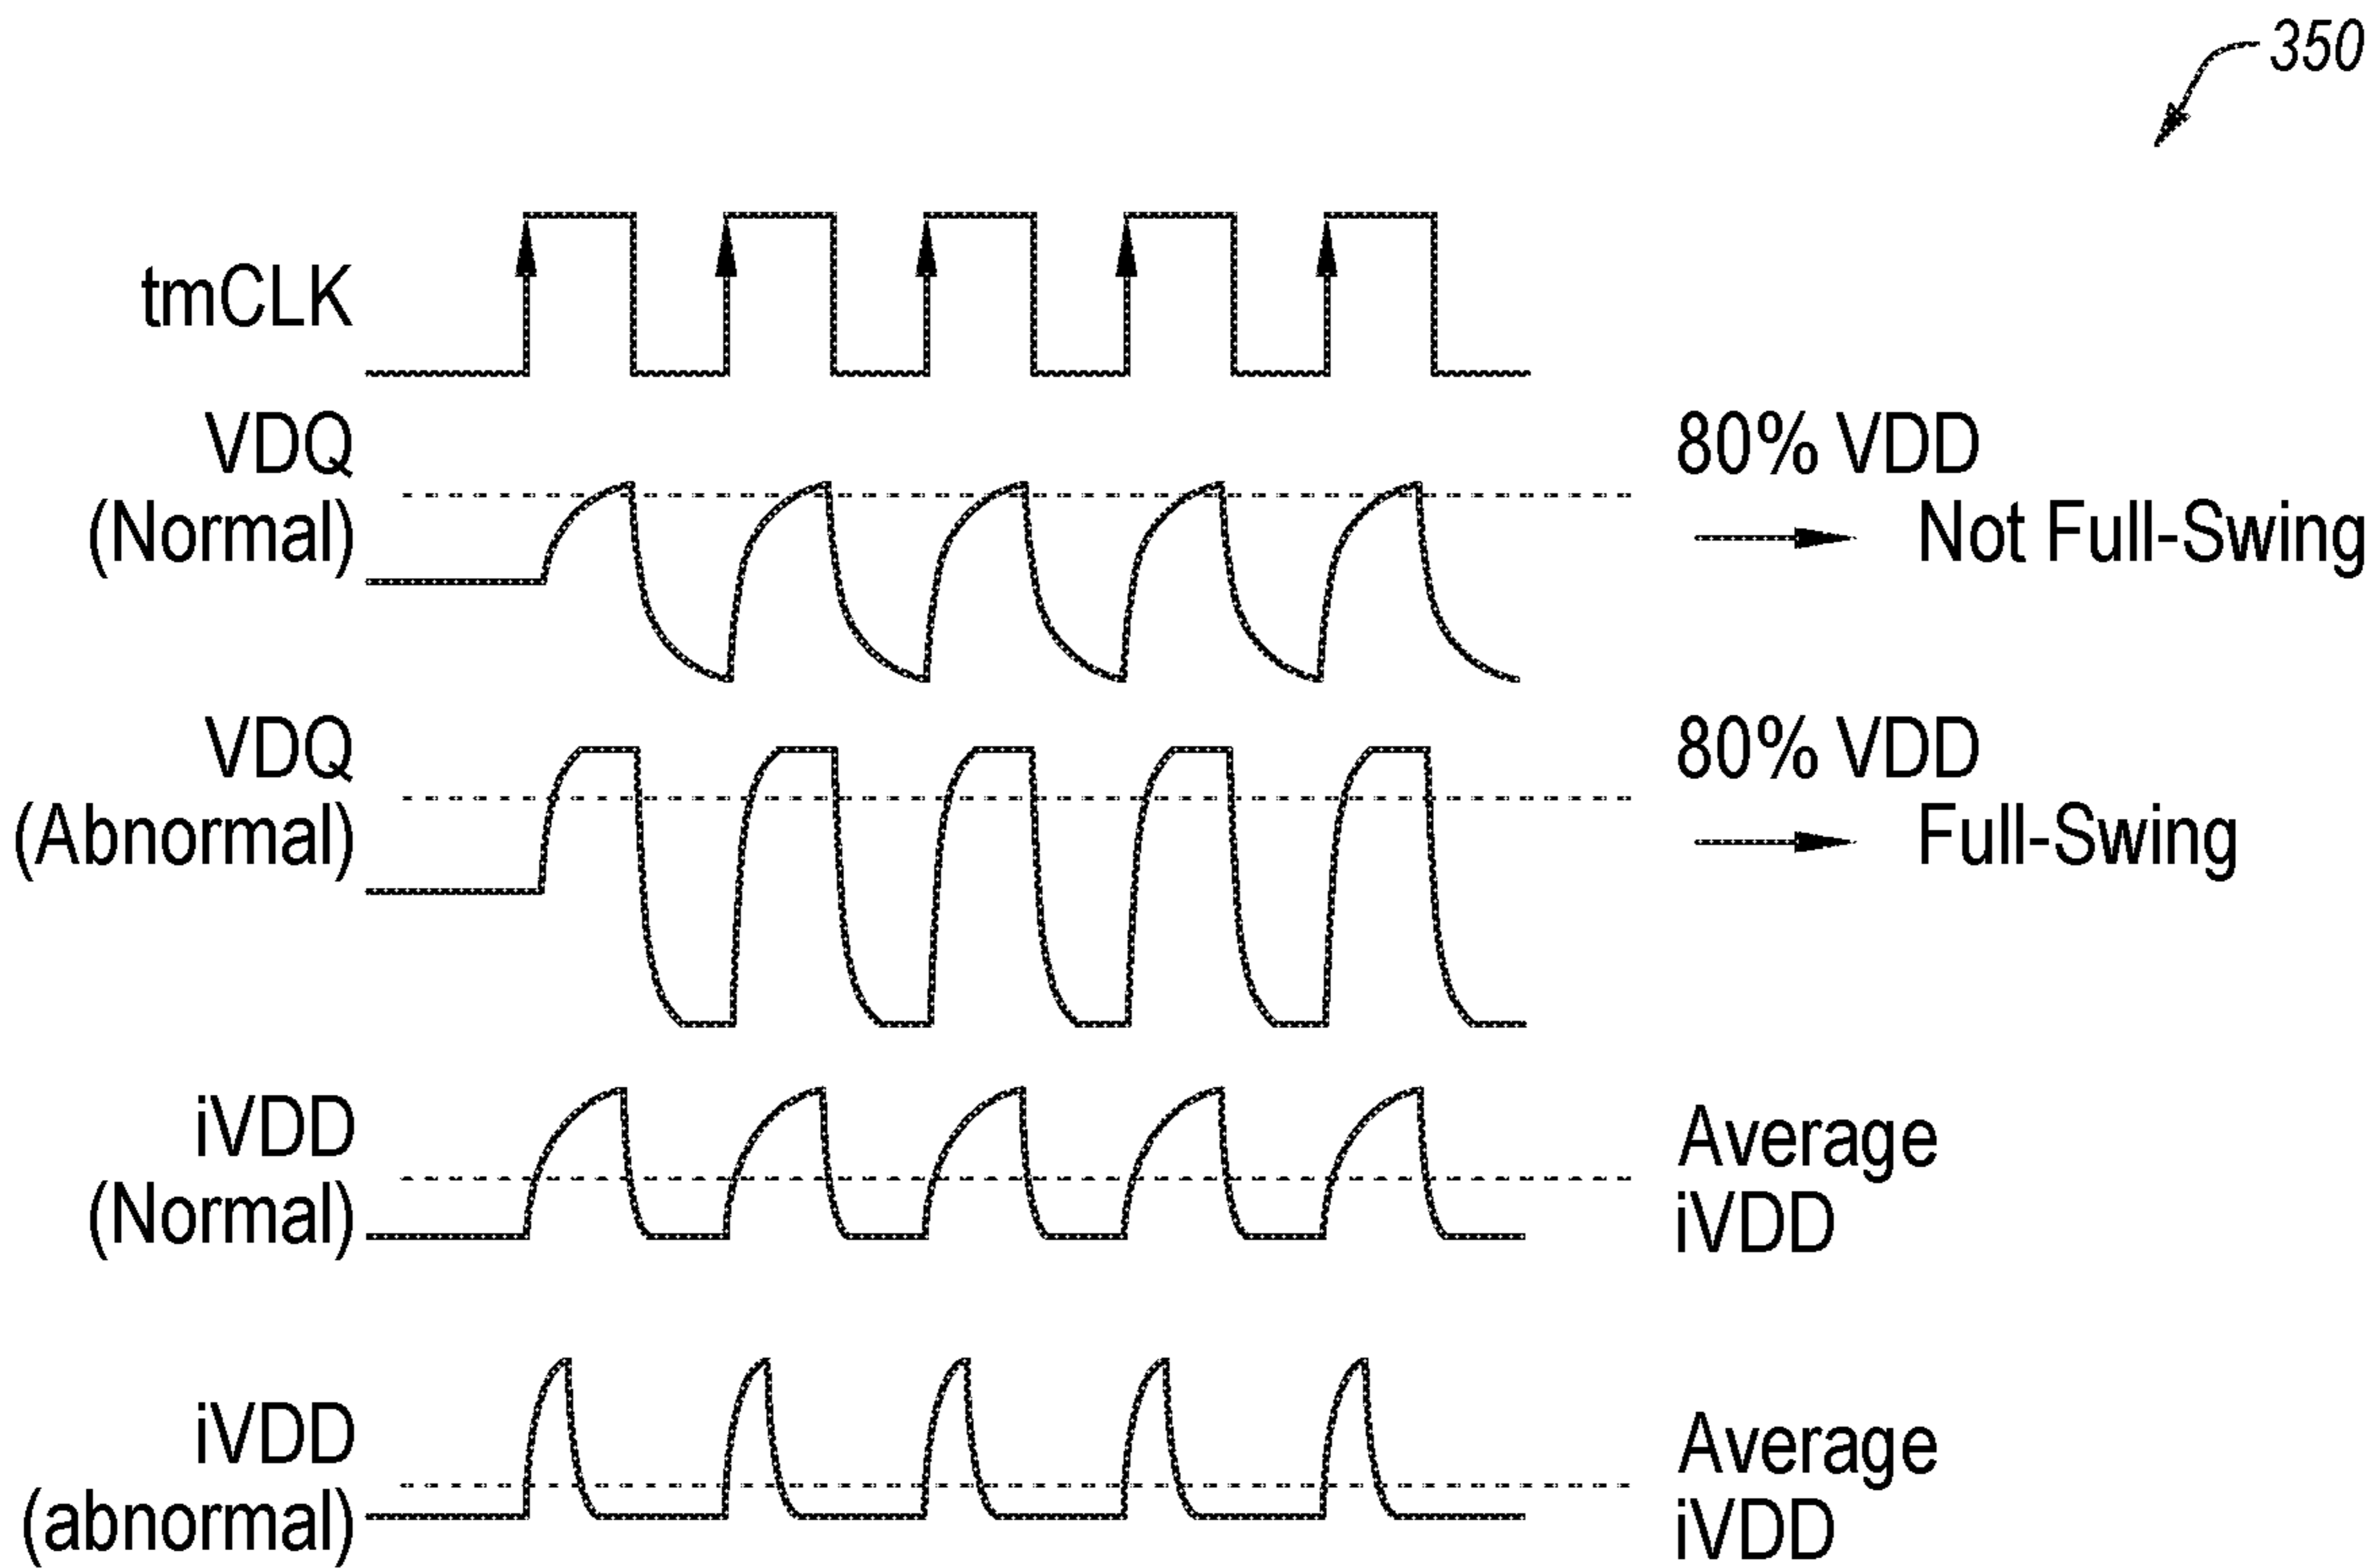 350
tmCLK
VDQ
(Normal)
80% VDD
Not Full-Swing
VDQ
(Abnormal)
80% VDD
Full-Swing
iVDD
(Normal)
Average
iVDD
iVDD
(abnormal)
Average
iVDD